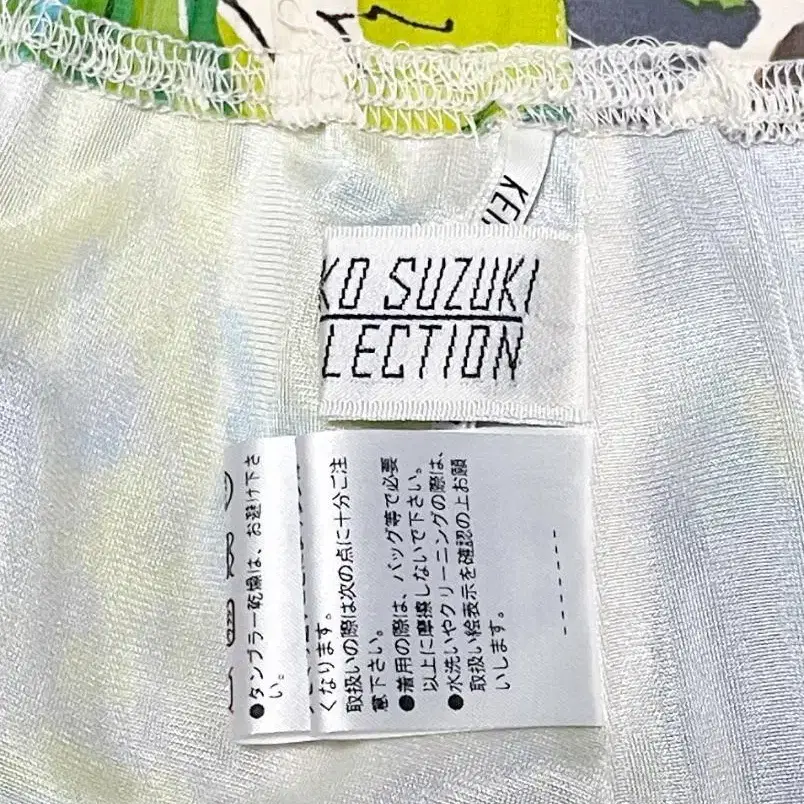 KEI
KO SUZUKI
LECTION
●タンブラー乾燥は、お避け下さ
い。
くなります。
取扱いの際は次の点に十分ご注
意下さい。
●着用の際は、バッグ等で必要
以上に摩擦しないで下さい。
●水洗いやクリーニングの際は、
取扱い絵表示を確認の上お願
いします。